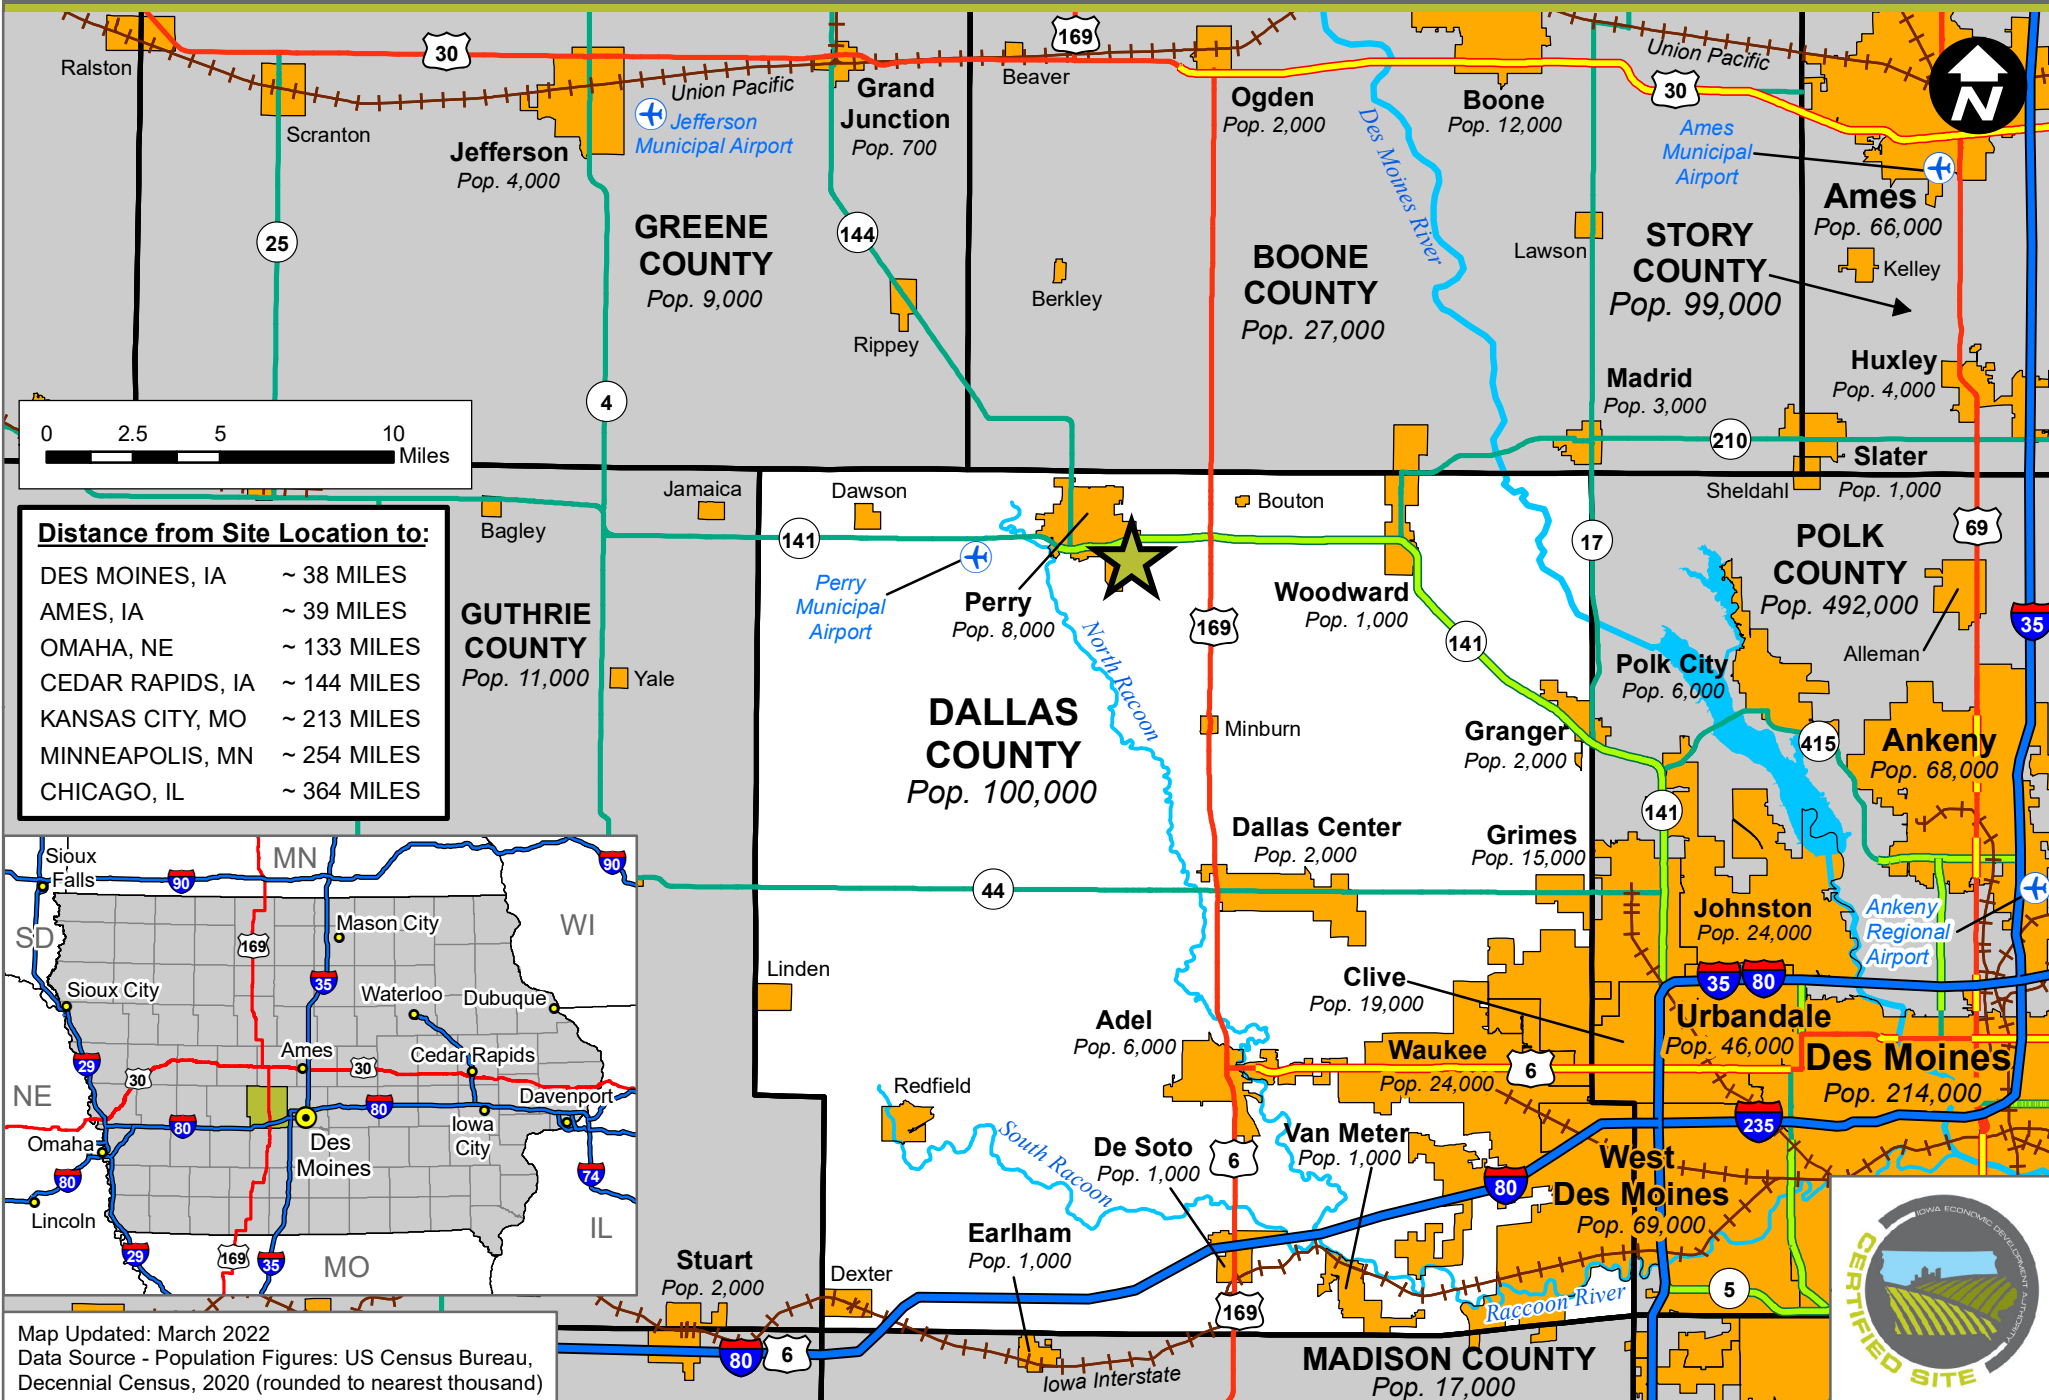 Ralston
30
169
Union Pacific
Scranton
Union Pacific
Jefferson
Pop. 4,000
Jefferson
Municipal Airport
Grand
Junction
Pop. 700
Beaver
Ogden
Pop. 2,000
Boone
Pop. 12,000
30
N
Ames
Municipal
Airport
Ames
Pop. 66,000
Des Moines River
25
GREENE
COUNTY
Pop. 9,000
144
Rippey
Berkley
BOONE
COUNTY
Pop. 27,000
Lawson
STORY
COUNTY
Pop. 99,000
Kelley
Huxley
Pop. 4,000
Madrid
Pop. 3,000
4
210
Slater
Pop. 1,000
Sheldahl
0 2.5 5 10
Miles
Distance from Site Location to:
DES MOINES, IA ~ 38 MILES
AMES, IA ~ 39 MILES
OMAHA, NE ~ 133 MILES
CEDAR RAPIDS, IA ~ 144 MILES
KANSAS CITY, MO ~ 213 MILES
MINNEAPOLIS, MN ~ 254 MILES
CHICAGO, IL ~ 364 MILES
Bagley
Jamaica
Dawson
141
Perry
Municipal
Airport
Perry
Pop. 8,000
Bouton
17
69
POLK
COUNTY
Pop. 492,000
35
Alleman
GUTHRIE
COUNTY
Pop. 11,000
Yale
North Racoon
169
Woodward
Pop. 1,000
141
Polk City
Pop. 6,000
DALLAS
COUNTY
Pop. 100,000
Minburn
Granger
Pop. 2,000
415
Ankeny
Pop. 68,000
141
Dallas Center
Pop. 2,000
Grimes
Pop. 15,000
44
Johnston
Pop. 24,000
Ankeny
Regional
Airport
Linden
Clive
Pop. 19,000
35
80
Urbandale
Pop. 46,000
Adel
Pop. 6,000
Waukee
Pop. 24,000
6
Des Moines
Pop. 214,000
Redfield
South Racoon
De Soto
Pop. 1,000
6
Van Meter
Pop. 1,000
235
80
West
Des Moines
Pop. 69,000
Earlham
Pop. 1,000
Stuart
Pop. 2,000
Dexter
169
Raccoon River
5
80
6
Iowa Interstate
MADISON COUNTY
Pop. 17,000
Sioux
Falls
MN
90
90
SD
WI
169
Mason City
35
Sioux City
Waterloo
Dubuque
29
Ames
30
30
Cedar Rapids
NE
80
80
Davenport
Omaha
Des
Moines
Iowa
City
80
74
Lincoln
IL
29
169
35
MO
Map Updated: March 2022
Data Source - Population Figures: US Census Bureau,
Decennial Census, 2020 (rounded to nearest thousand)
IOWA ECONOMIC DEVELOPMENT AUTHORITY
CERTIFIED SITE